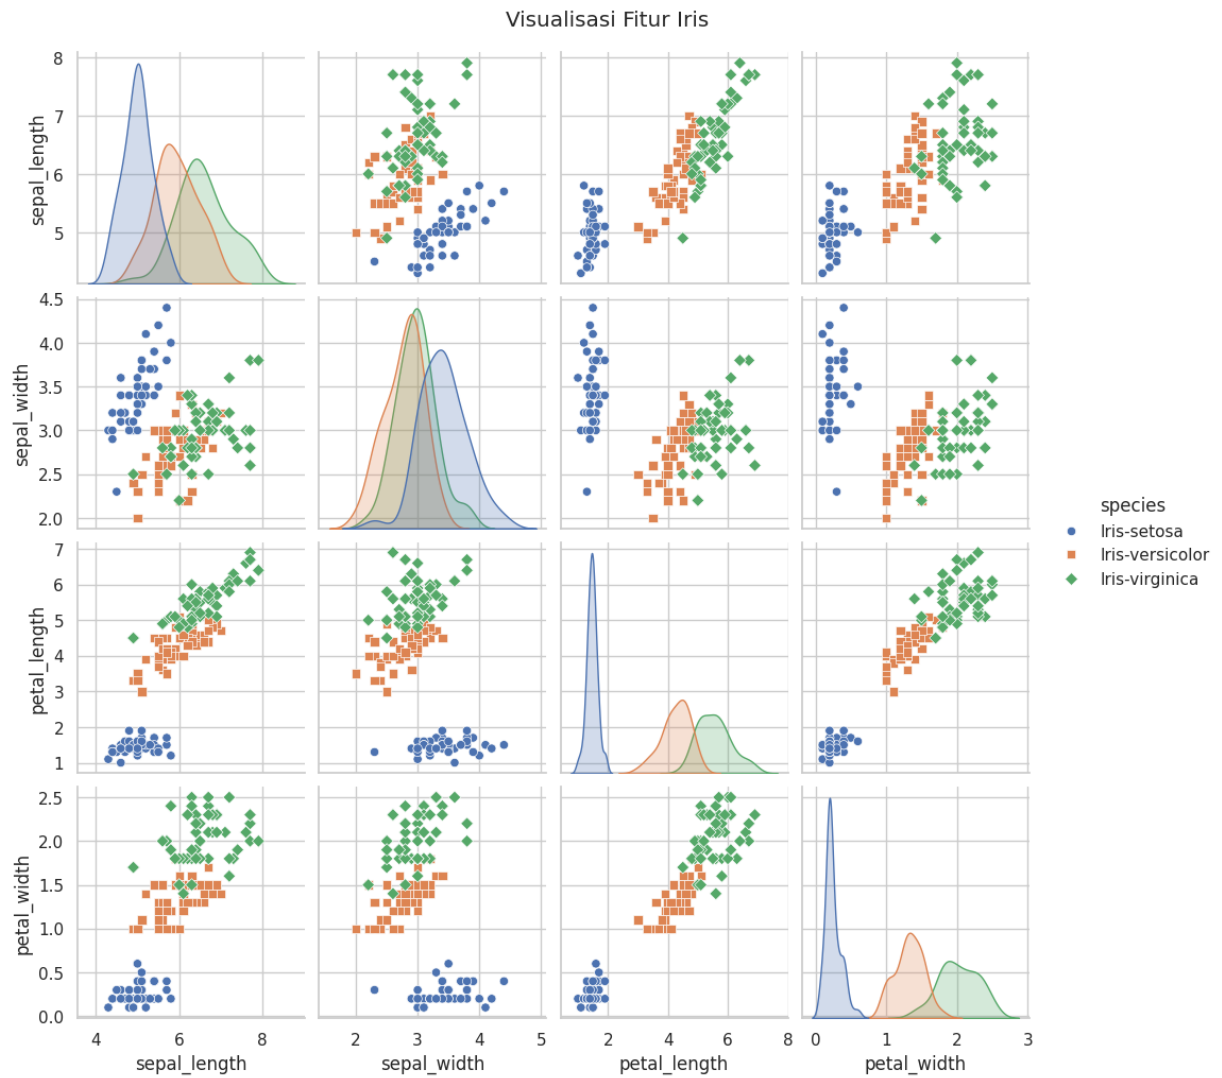 Visualisasi Fitur Iris
8
7
6
5
sepal_length
4.5
4.0
3.5
3.0
2.5
2.0
sepal_width
species
Iris-setosa
Iris-versicolor
Iris-virginica
7
6
5
4
3
2
1
petal_length
2.5
2.0
1.5
1.0
0.5
0.0
petal_width
4 6 8
2 3 4 5
2 4 6 8
0 1 2 3
sepal_length sepal_width petal_length petal_width